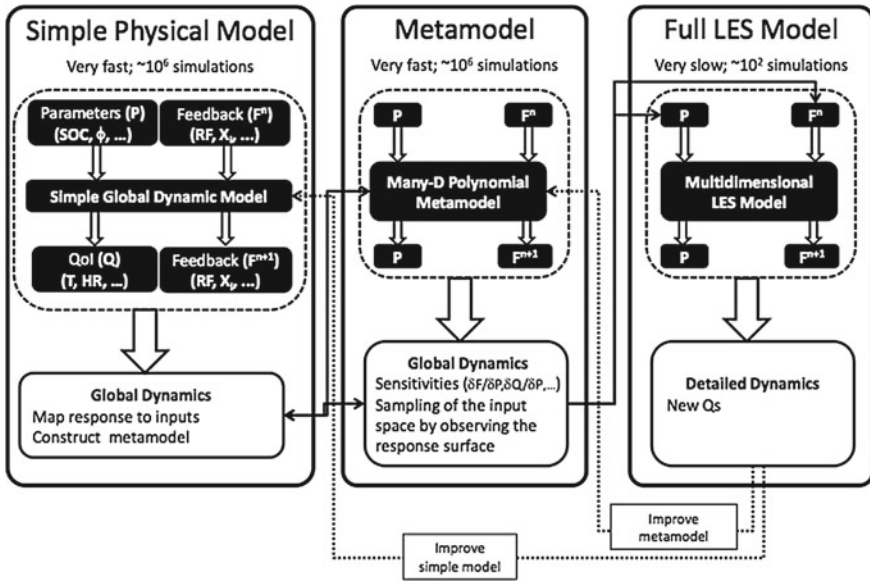 Simple Physical Model
Very fast; ~10⁶ simulations
Parameters (P)
(SOC, ϕ, ...)
Feedback (Fⁿ)
(RF, Xᵢ, ...)
Simple Global Dynamic Model
QoI (Q)
(T, HR, ...)
Feedback (Fⁿ⁺¹)
(RF, Xᵢ, ...)
Global Dynamics
Map response to inputs
Construct metamodel
Metamodel
Very fast; ~10⁶ simulations
P
Fⁿ
Many-D Polynomial
Metamodel
P
Fⁿ⁺¹
Global Dynamics
Sensitivities (δF/δP,δQ/δP,...)
Sampling of the input
space by observing the
response surface
Full LES Model
Very slow; ~10² simulations
P
Fⁿ
Multidimensional
LES Model
P
Fⁿ⁺¹
Detailed Dynamics
New Qs
Improve
metamodel
Improve
simple model